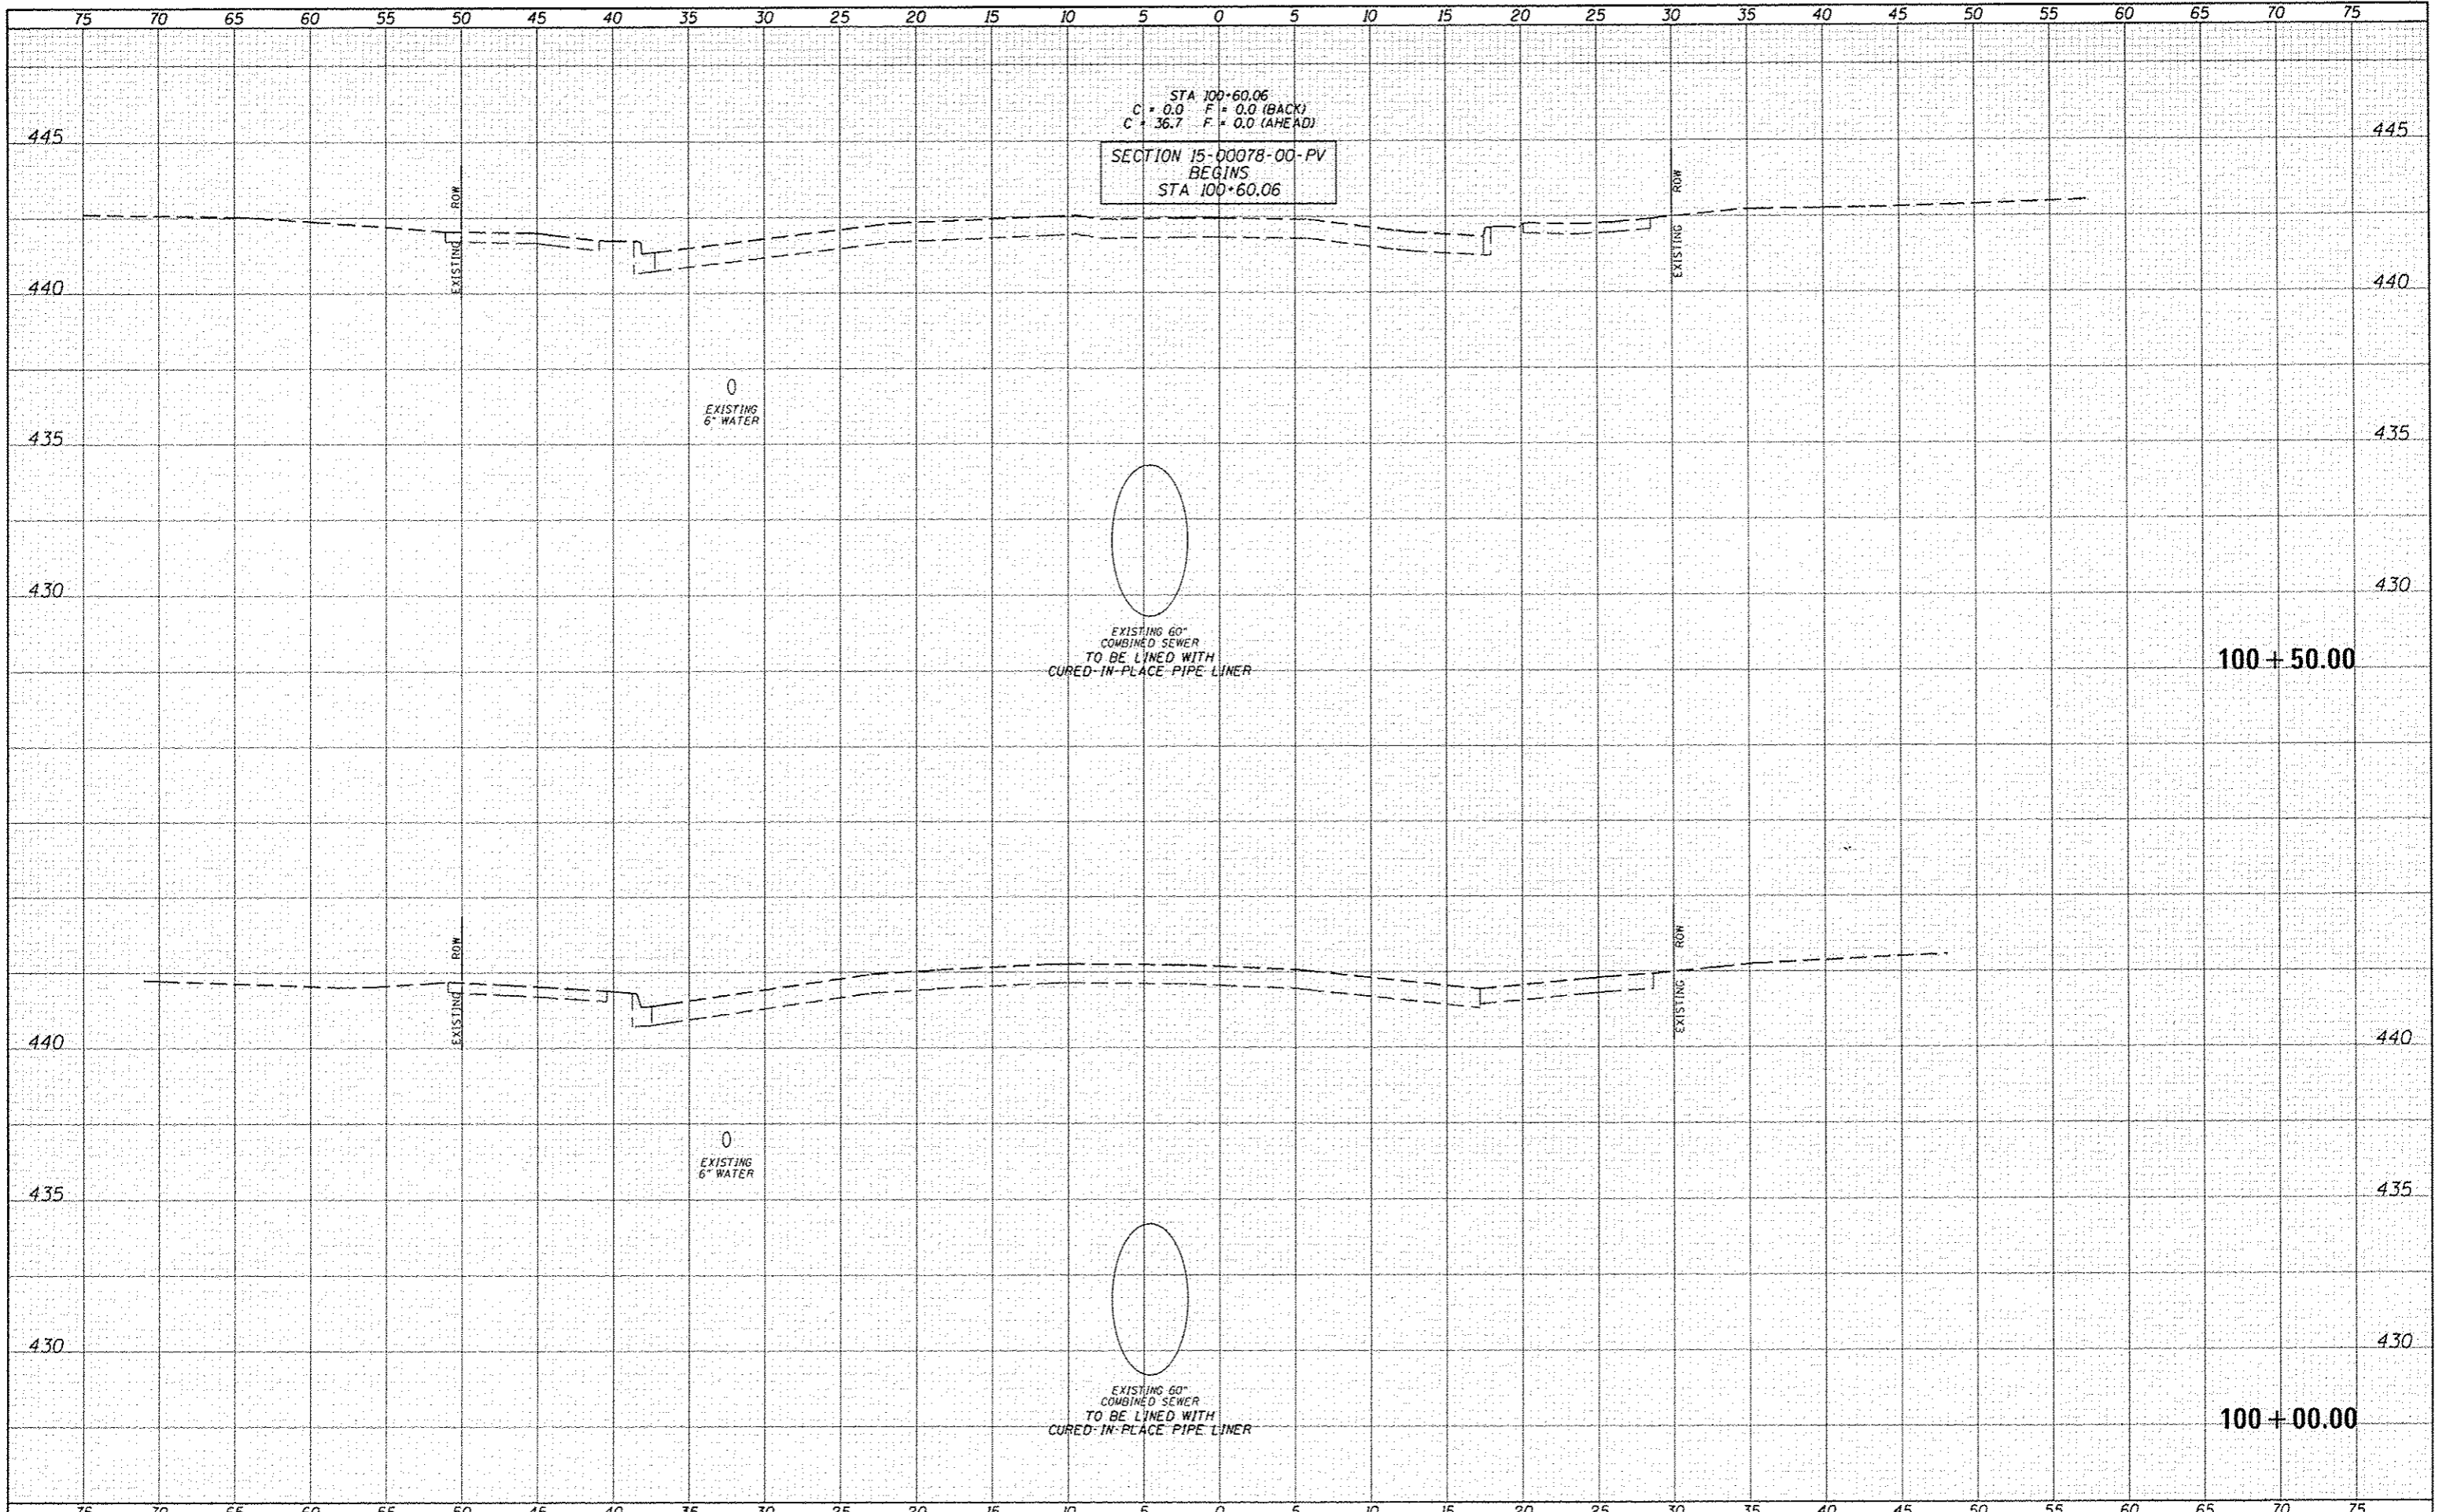 75 70 65 60 55 50 45 40 35 30 25 20 15 10 5 0 5 10 15 20 25 30 35 40 45 50 55 60 65 70 75
STA 100+60.06
C = 0.0 F = 0.0 (BACK)
C = 36.7 F = 0.0 (AHEAD)
445 445
SECTION 15-00078-00-PV
BEGINS
STA 100+60.06
EXISTING ROW
EXISTING ROW
440 440
EXISTING
6" WATER
435 435
430 430
EXISTING 60"
COMBINED SEWER
TO BE LINED WITH
CURED-IN-PLACE PIPE LINER
100 + 50.00
EXISTING ROW
EXISTING ROW
440 440
EXISTING
6" WATER
435 435
430 430
EXISTING 60"
COMBINED SEWER
TO BE LINED WITH
CURED-IN-PLACE PIPE LINER
100 + 00.00
75 70 65 60 55 50 45 40 35 30 25 20 15 10 5 0 5 10 15 20 25 30 35 40 45 50 55 60 65 70 75